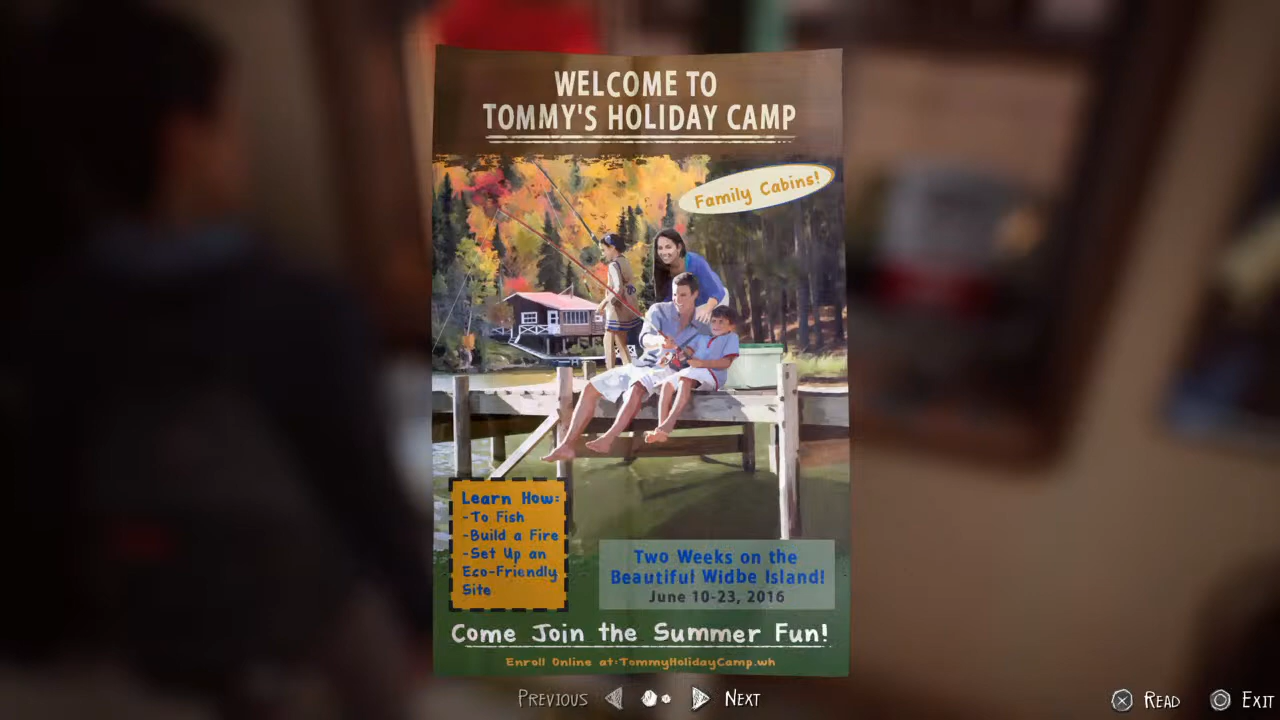 WELCOME TO
TOMMY'S HOLIDAY CAMP
Family Cabins!
Learn How:
-To Fish
-Build a Fire
-Set Up an
Eco-Friendly
Site
Two Weeks on the
Beautiful Widbe Island!
June 10-23, 2016
Come Join the Summer Fun!
Enroll Online at:TommyHolidayCamp.wh
PREVIOUS NEXT
READ EXIT